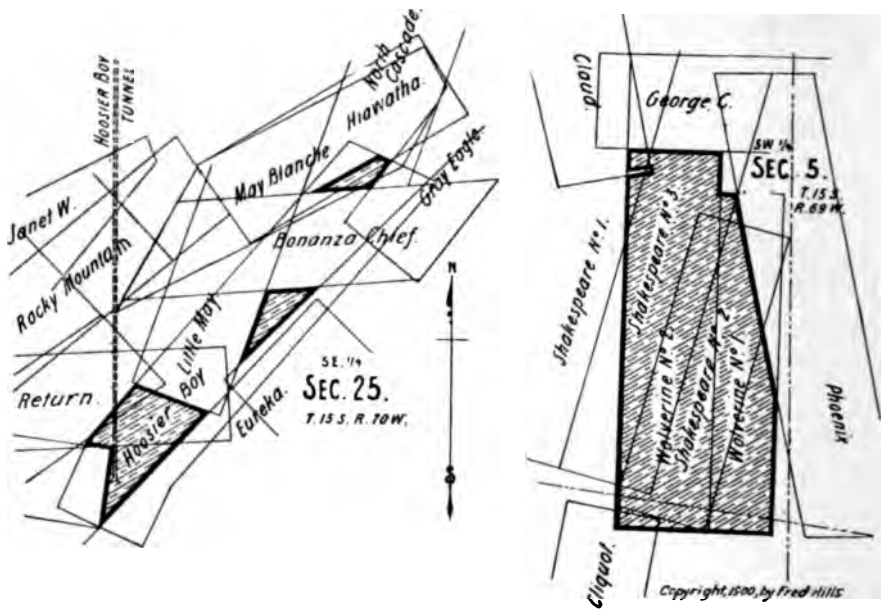 HOOSIER BOY
TUNNEL
North
Cascade.
Hiawatha.
May Blanche
Gray Eagle
Janet W.
Rocky Mountain
Bonanza Chief.
Little May
Return.
Hoosier Boy
Eureka.
S.E. 1/4
SEC. 25.
T. 15 S. R. 70 W.
N
Cloud.
George C.
SW 1/4
SEC. 5.
T. 15 S.
R. 69 W.
Shakespeare No 1.
Shakespeare No 3.
Wolverine No 2.
Shakespeare No 2.
Wolverine No 1.
Phoenix
Cliquot.
Copyright, 1900, by Fred Hills